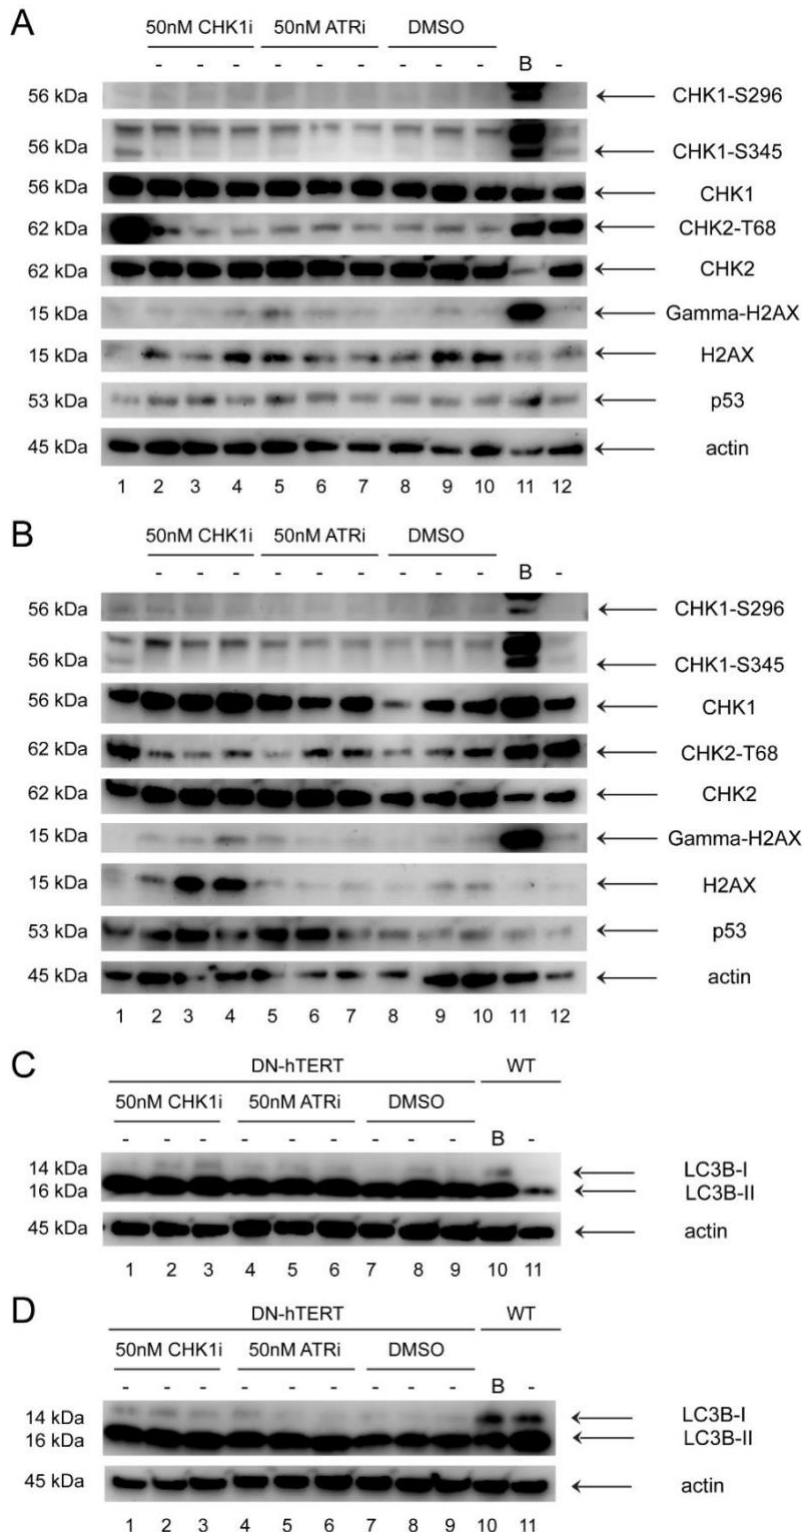 A
50nM CHK1i 50nM ATRi DMSO
- - - - - - - - - B -
56 kDa CHK1-S296
56 kDa CHK1-S345
56 kDa CHK1
62 kDa CHK2-T68
62 kDa CHK2
15 kDa Gamma-H2AX
15 kDa H2AX
53 kDa p53
45 kDa actin
1 2 3 4 5 6 7 8 9 10 11 12
B
50nM CHK1i 50nM ATRi DMSO
- - - - - - - - - B -
56 kDa CHK1-S296
56 kDa CHK1-S345
56 kDa CHK1
62 kDa CHK2-T68
62 kDa CHK2
15 kDa Gamma-H2AX
15 kDa H2AX
53 kDa p53
45 kDa actin
1 2 3 4 5 6 7 8 9 10 11 12
C
DN-hTERT WT
50nM CHK1i 50nM ATRi DMSO
- - - - - - - - - B -
14 kDa LC3B-I
16 kDa LC3B-II
45 kDa actin
1 2 3 4 5 6 7 8 9 10 11
D
DN-hTERT WT
50nM CHK1i 50nM ATRi DMSO
- - - - - - - - - B -
14 kDa LC3B-I
16 kDa LC3B-II
45 kDa actin
1 2 3 4 5 6 7 8 9 10 11